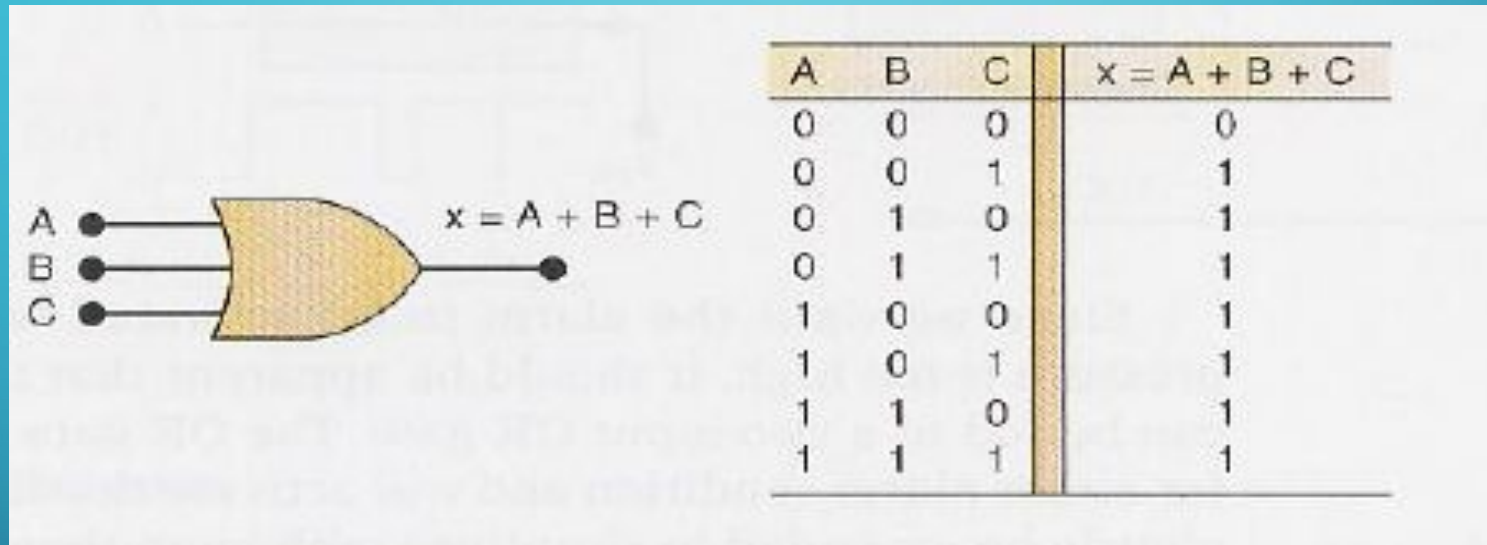 A
B
C
x = A + B + C
A B C x = A + B + C
0 0 0 0
0 0 1 1
0 1 0 1
0 1 1 1
1 0 0 1
1 0 1 1
1 1 0 1
1 1 1 1